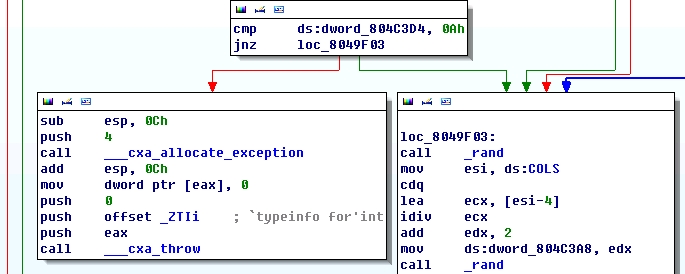 cmp     ds:dword_804C3D4, 0Ah
jnz     loc_8049F03
sub     esp, 0Ch
push    4
call    ___cxa_allocate_exception
add     esp, 0Ch
mov     dword ptr [eax], 0
push    0
push    offset _ZTIi    ; `typeinfo for'int
push    eax
call    ___cxa_throw
loc_8049F03:
call    _rand
mov     esi, ds:COLS
cdq
lea     ecx, [esi-4]
idiv    ecx
add     edx, 2
mov     ds:dword_804C3A8, edx
call    _rand